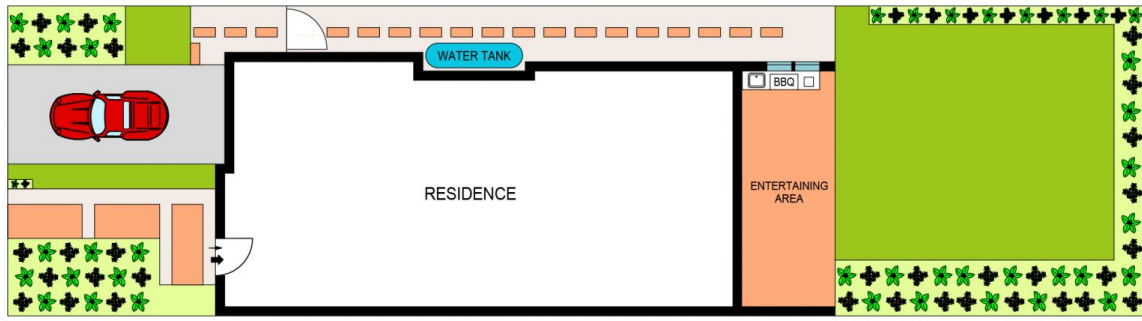 WATER TANK
BBQ
RESIDENCE
ENTERTAINING
AREA